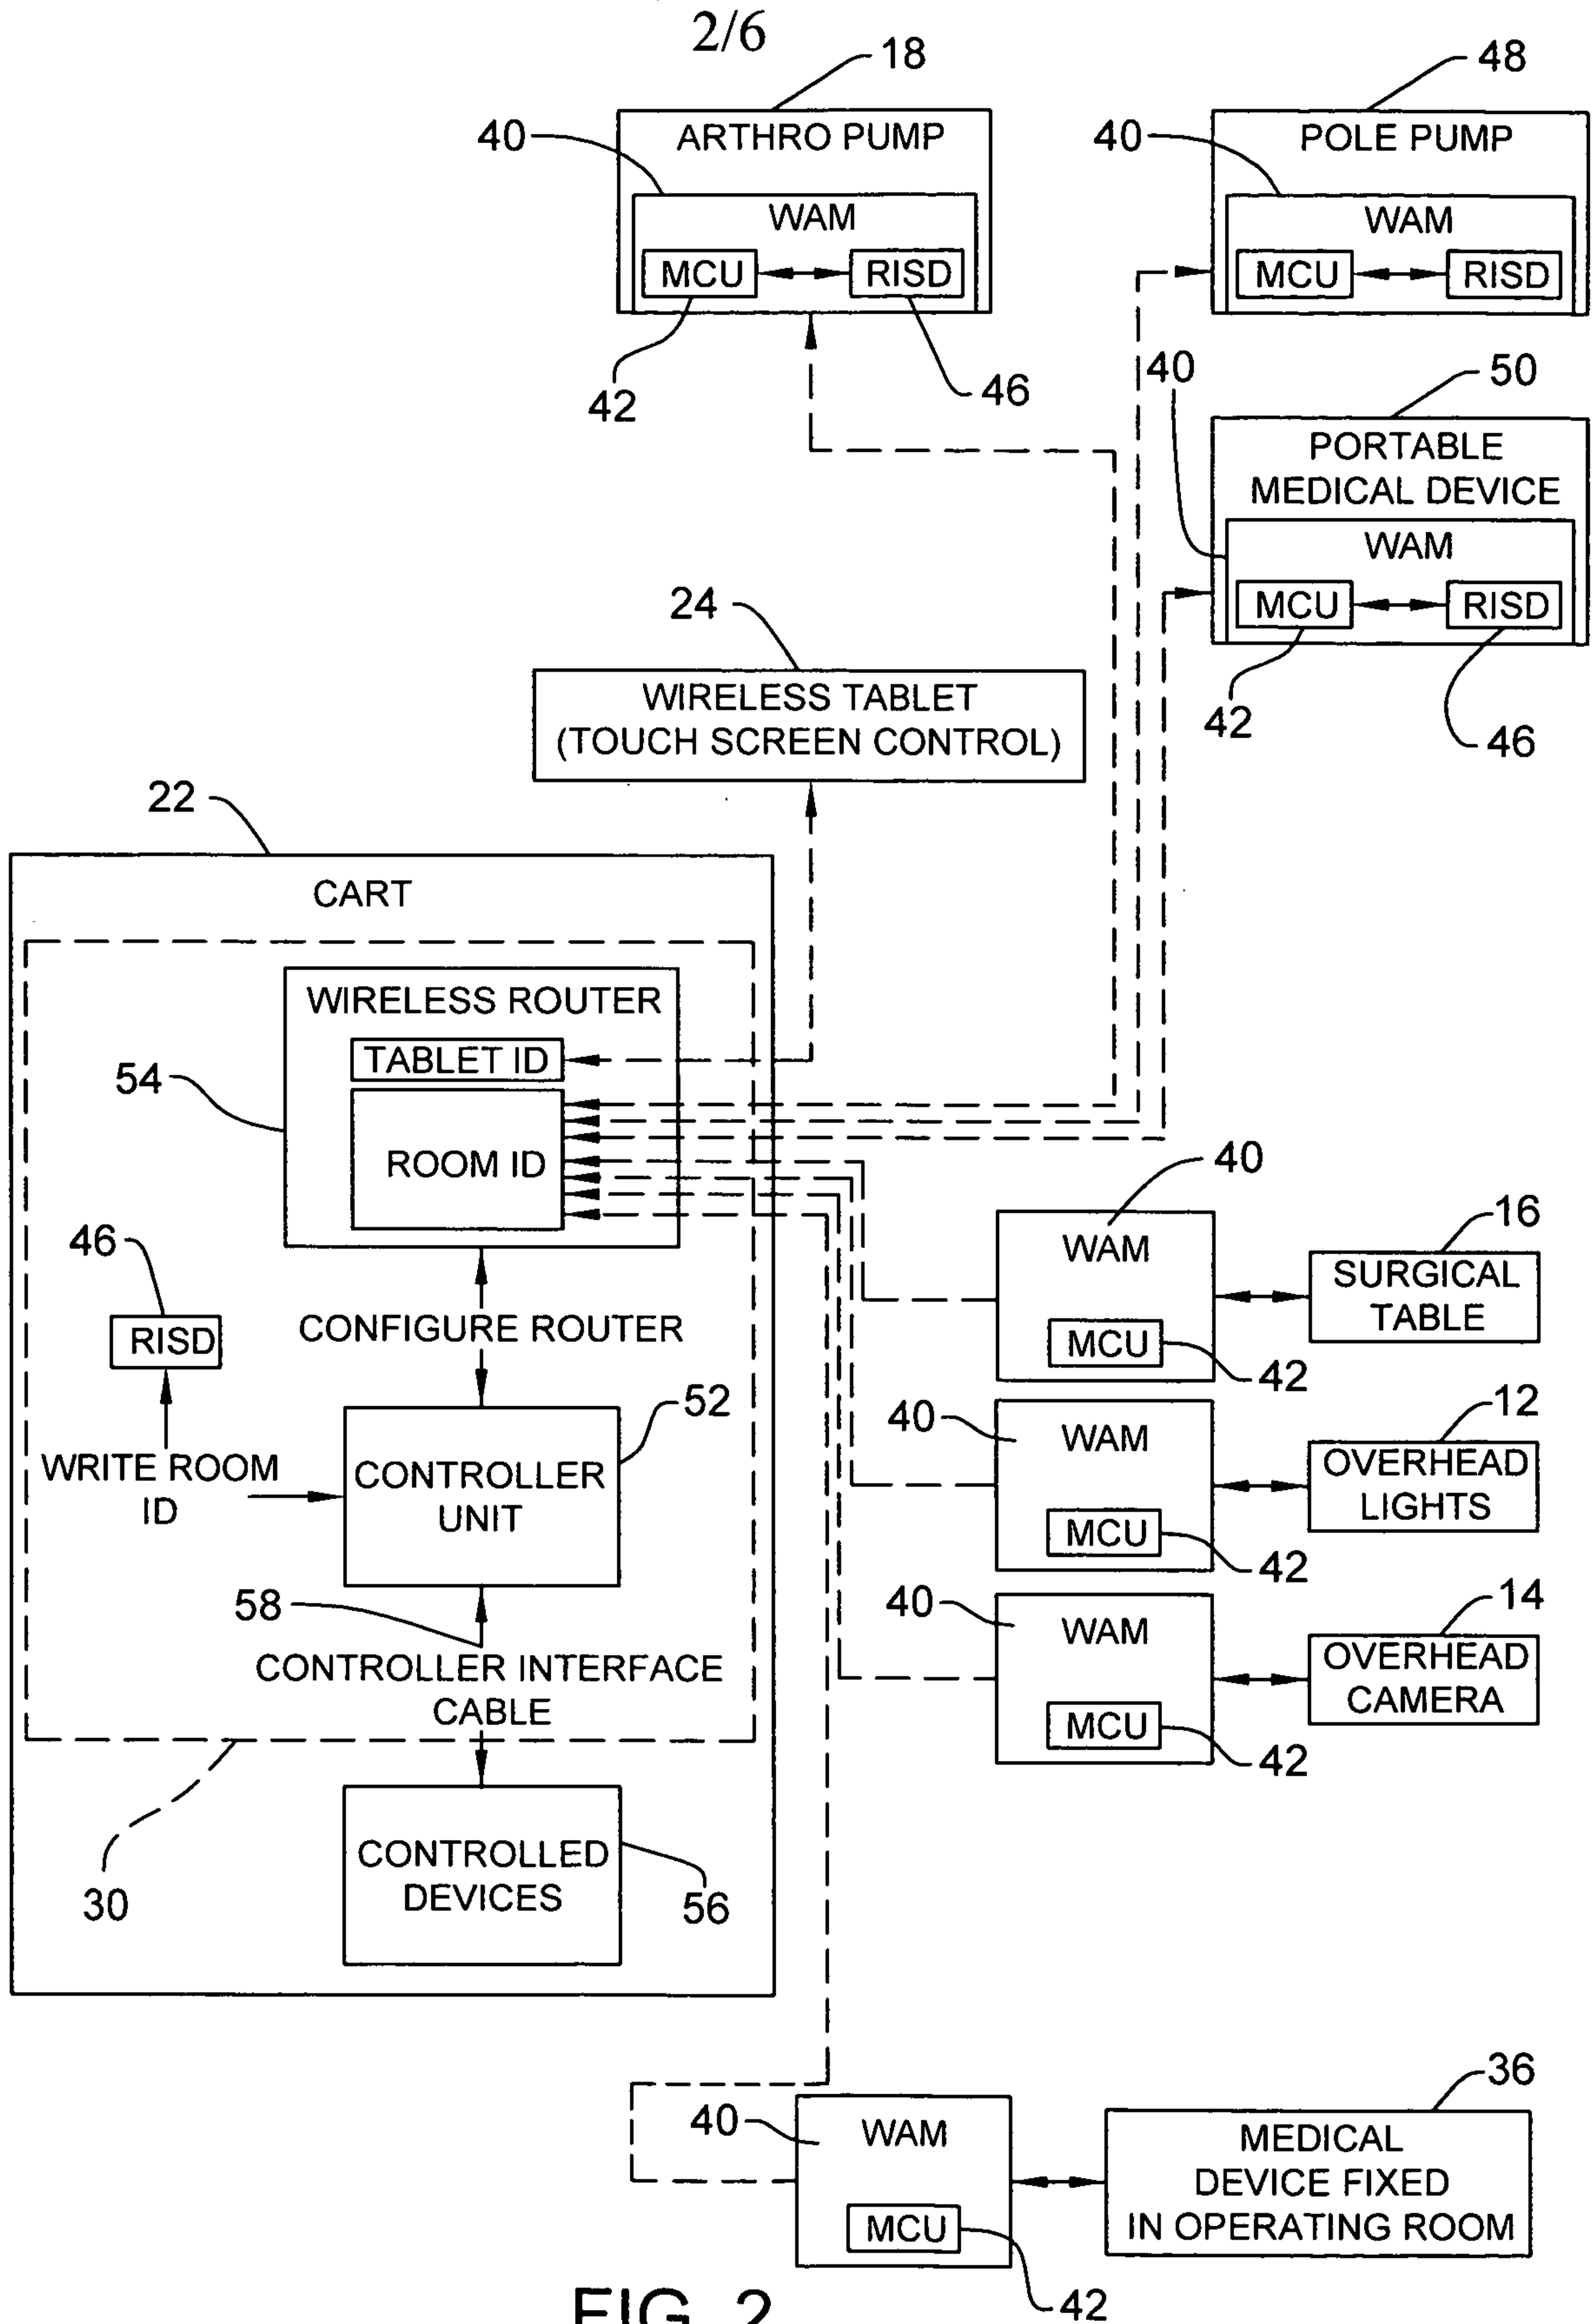 2/6
18
48
40
ARTHRO PUMP
40
POLE PUMP
WAM
WAM
MCU
RISD
MCU
RISD
42
46
40
50
PORTABLE
MEDICAL DEVICE
WAM
MCU
RISD
42
46
24
WIRELESS TABLET
(TOUCH SCREEN CONTROL)
22
CART
WIRELESS ROUTER
TABLET ID
54
ROOM ID
46
RISD
CONFIGURE ROUTER
WRITE ROOM
ID
52
CONTROLLER
UNIT
58
CONTROLLER INTERFACE
CABLE
30
CONTROLLED
DEVICES
56
40
WAM
MCU
42
16
SURGICAL
TABLE
40
WAM
MCU
42
12
OVERHEAD
LIGHTS
40
WAM
MCU
42
14
OVERHEAD
CAMERA
40
WAM
MCU
42
36
MEDICAL
DEVICE FIXED
IN OPERATING ROOM
FIG. 2